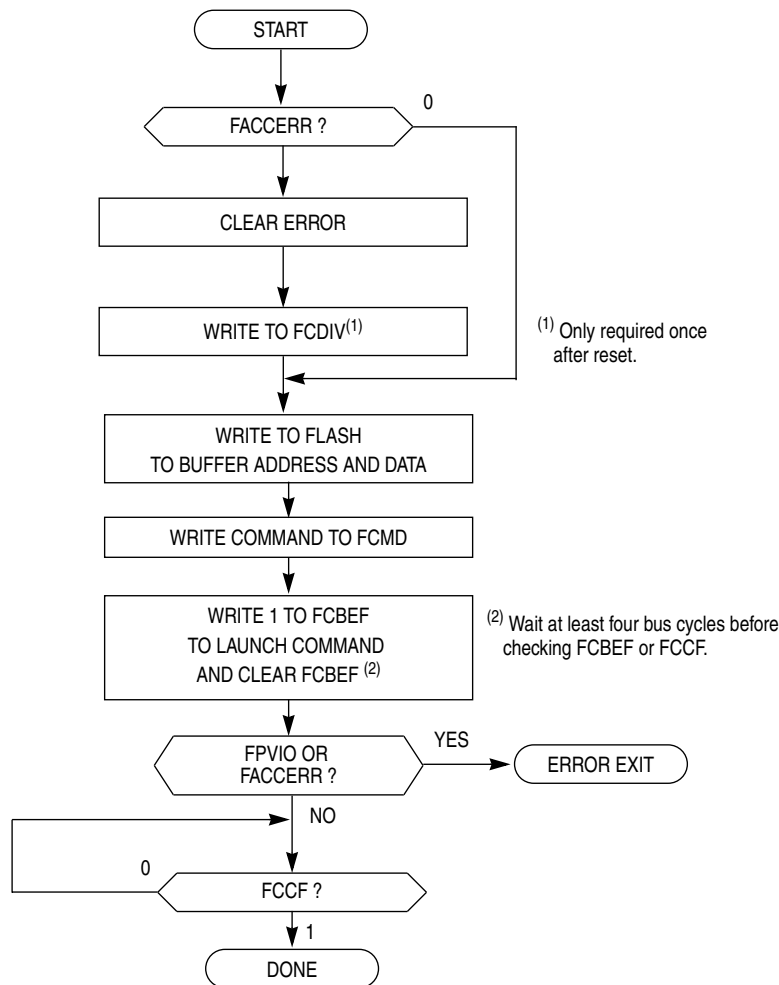 START
0
FACCERR ?
CLEAR ERROR
WRITE TO FCDIV(1)
(1) Only required once
after reset.
WRITE TO FLASH
TO BUFFER ADDRESS AND DATA
WRITE COMMAND TO FCMD
WRITE 1 TO FCBEF
TO LAUNCH COMMAND
AND CLEAR FCBEF (2)
(2) Wait at least four bus cycles before
checking FCBEF or FCCF.
FPVIO OR
FACCERR ?
YES
ERROR EXIT
NO
0
FCCF ?
1
DONE